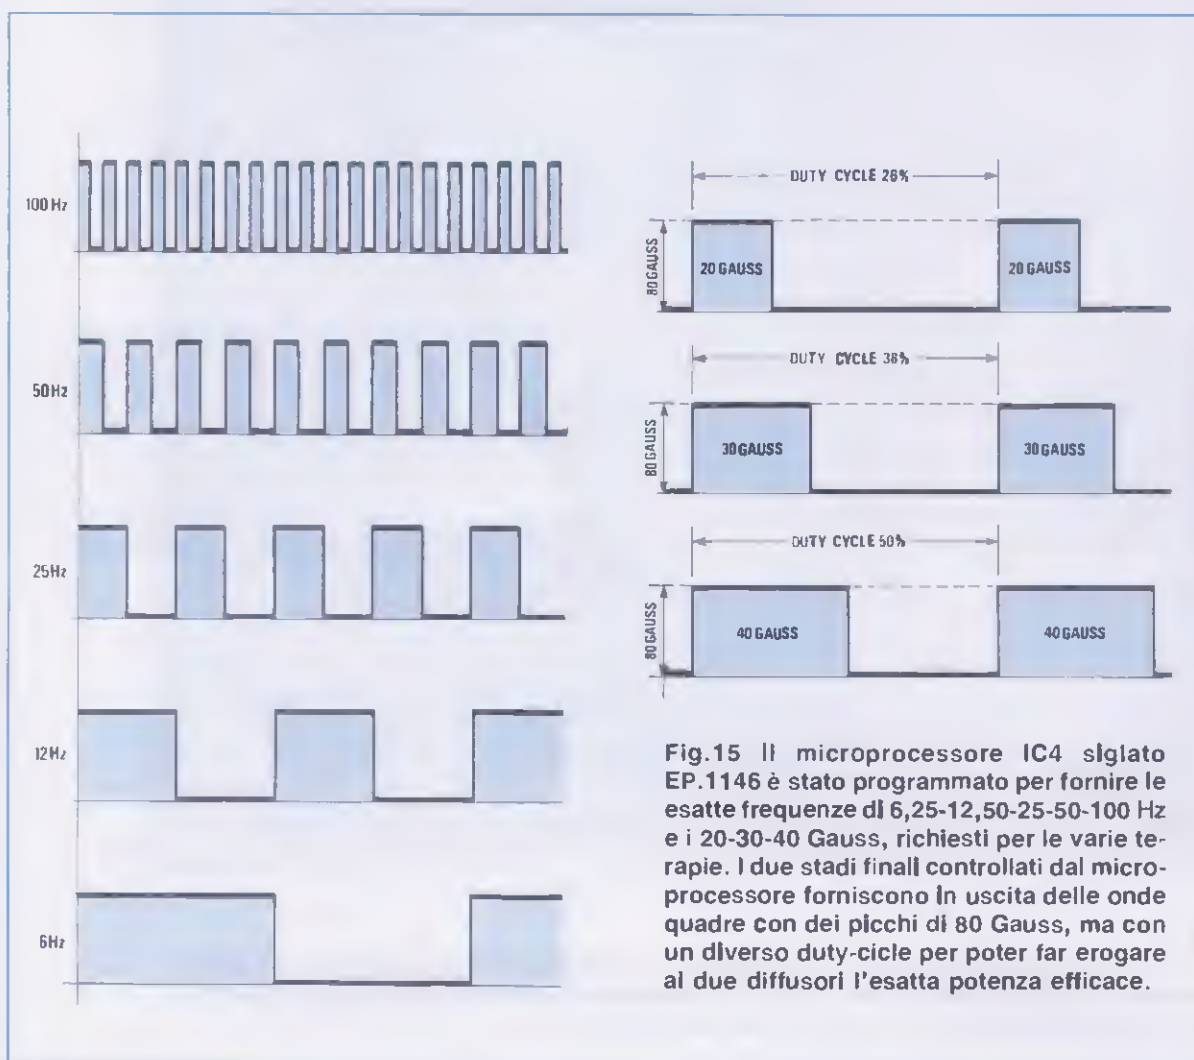 100 Hz
50 Hz
25 Hz
12 Hz
6 Hz
DUTY CYCLE 26%
80 GAUSS
20 GAUSS
20 GAUSS
DUTY CYCLE 38%
80 GAUSS
30 GAUSS
30 GAUSS
DUTY CYCLE 50%
80 GAUSS
40 GAUSS
40 GAUSS
Fig.15 Il microprocessore IC4 siglato
EP.1146 è stato programmato per fornire le
esatte frequenze di 6,25-12,50-25-50-100 Hz
e i 20-30-40 Gauss, richiesti per le varie te-
rapie. I due stadi finali controllati dal micro-
processore forniscono in uscita delle onde
quadre con dei picchi di 80 Gauss, ma con
un diverso duty-cicle per poter far erogare
ai due diffusori l'esatta potenza efficace.